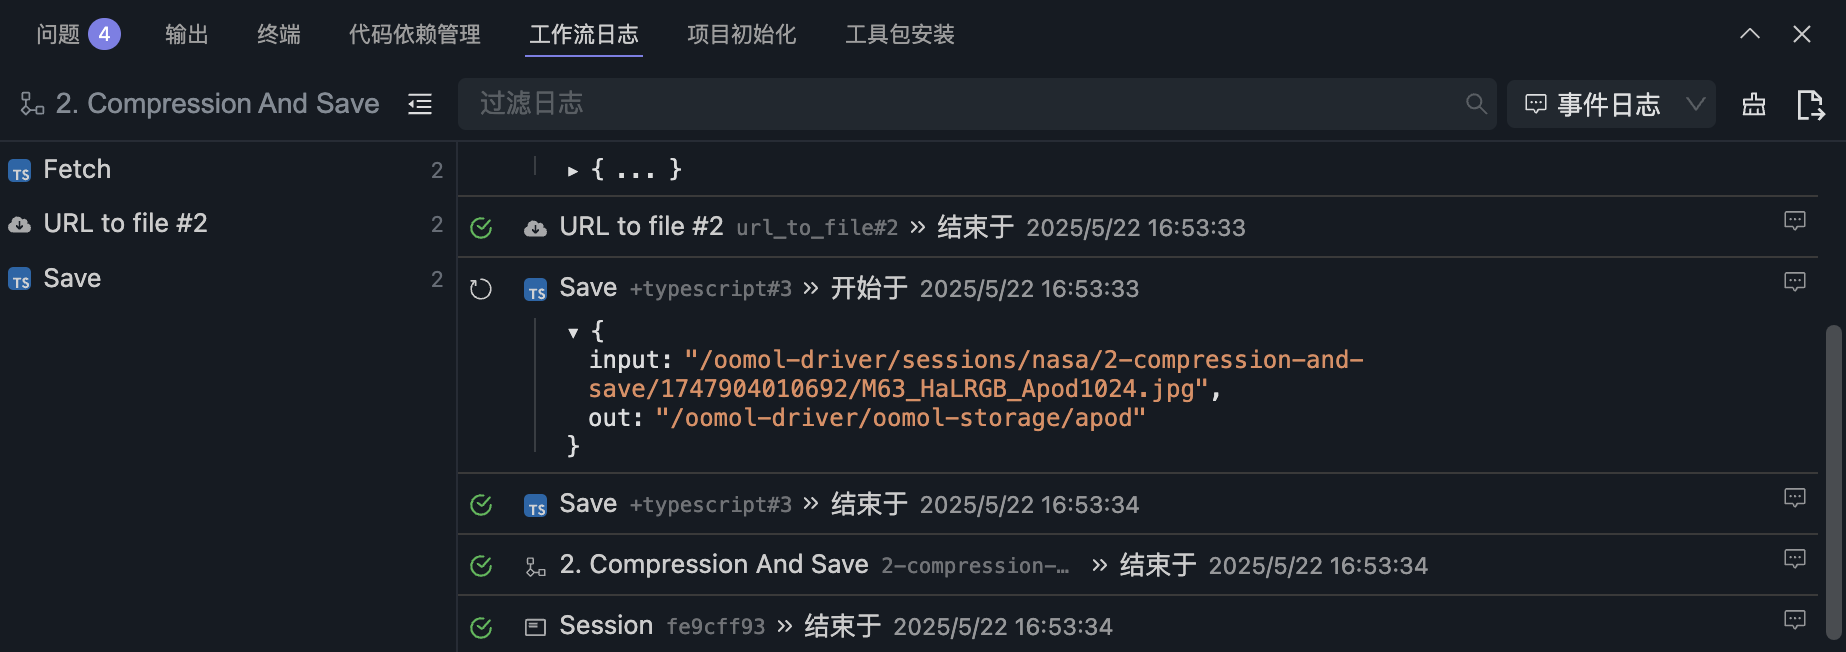 问题 4 输出 终端 代码依赖管理 工作流日志 项目初始化 工具包安装
2. Compression And Save 过滤日志 事件日志
TS Fetch 2
URL to file #2 2
TS Save 2
▸ { ... }
URL to file #2 url_to_file#2 » 结束于 2025/5/22 16:53:33
TS Save +typescript#3 » 开始于 2025/5/22 16:53:33
▾ {
input: "/oomol-driver/sessions/nasa/2-compression-and-
save/1747904010692/M63_HaLRGB_Apod1024.jpg",
out: "/oomol-driver/oomol-storage/apod"
}
TS Save +typescript#3 » 结束于 2025/5/22 16:53:34
2. Compression And Save 2-compression-… » 结束于 2025/5/22 16:53:34
Session fe9cff93 » 结束于 2025/5/22 16:53:34